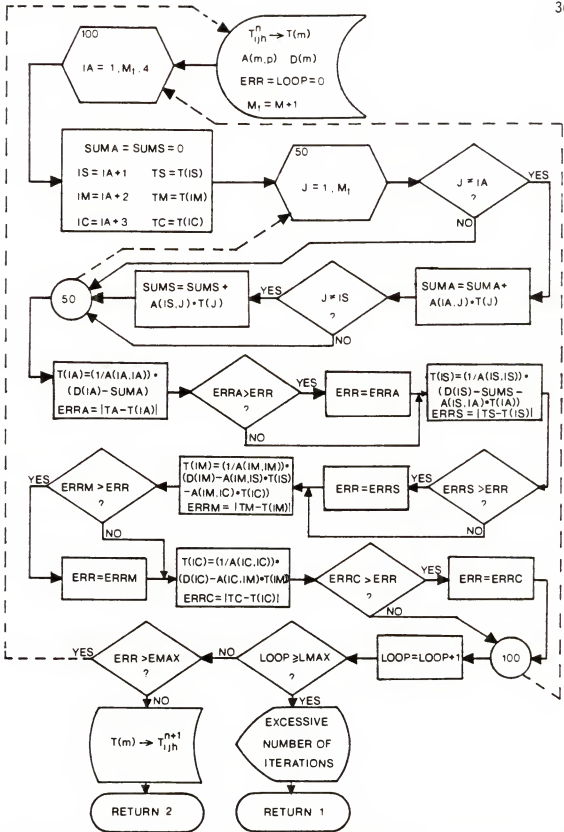 36
T^n_ijh → T(m)
A(m,p) D(m)
ERR = LOOP=0
M₁ = M+1
100
IA = 1, M₁, 4
SUMA = SUMS = 0
IS = IA+1 TS = T(IS)
IM = IA+2 TM = T(IM)
IC = IA+3 TC = T(IC)
50
J = 1, M₁
J ≠ IA
?
YES
NO
50
SUMS = SUMS +
A(IS,J)•T(J)
YES
J ≠ IS
?
NO
SUMA = SUMA+
A(IA,J)•T(J)
T(IA)=(1/A(IA,IA))•
(D(IA)-SUMA)
ERRA=|TA-T(IA)|
ERRA>ERR
?
YES
NO
ERR=ERRA
T(IS)=(1/A(IS,IS))•
(D(IS)-SUMS-
A(IS,IA)•T(IA))
ERRS = |TS-T(IS)|
YES
ERRM >ERR
?
NO
T(IM) = (1/A(IM,IM))•
(D(IM)-A(IM,IS)•T(IS)
-A(IM,IC)•T(IC))
ERRM = |TM-T(IM)|
ERR=ERRS
YES
ERRS >ERR
?
NO
ERR=ERRM
T(IC)=(1/A(IC,IC))•
(D(IC)-A(IC,IM)•T(IM))
ERRC= |TC-T(IC)|
ERRC > ERR
?
YES
NO
ERR=ERRC
YES
ERR >EMAX
?
NO
NO
LOOP ≥ LMAX
?
YES
LOOP=LOOP+1
100
T(m) → T^n+1_ijh
EXCESSIVE
NUMBER OF
ITERATIONS
RETURN 2
RETURN 1